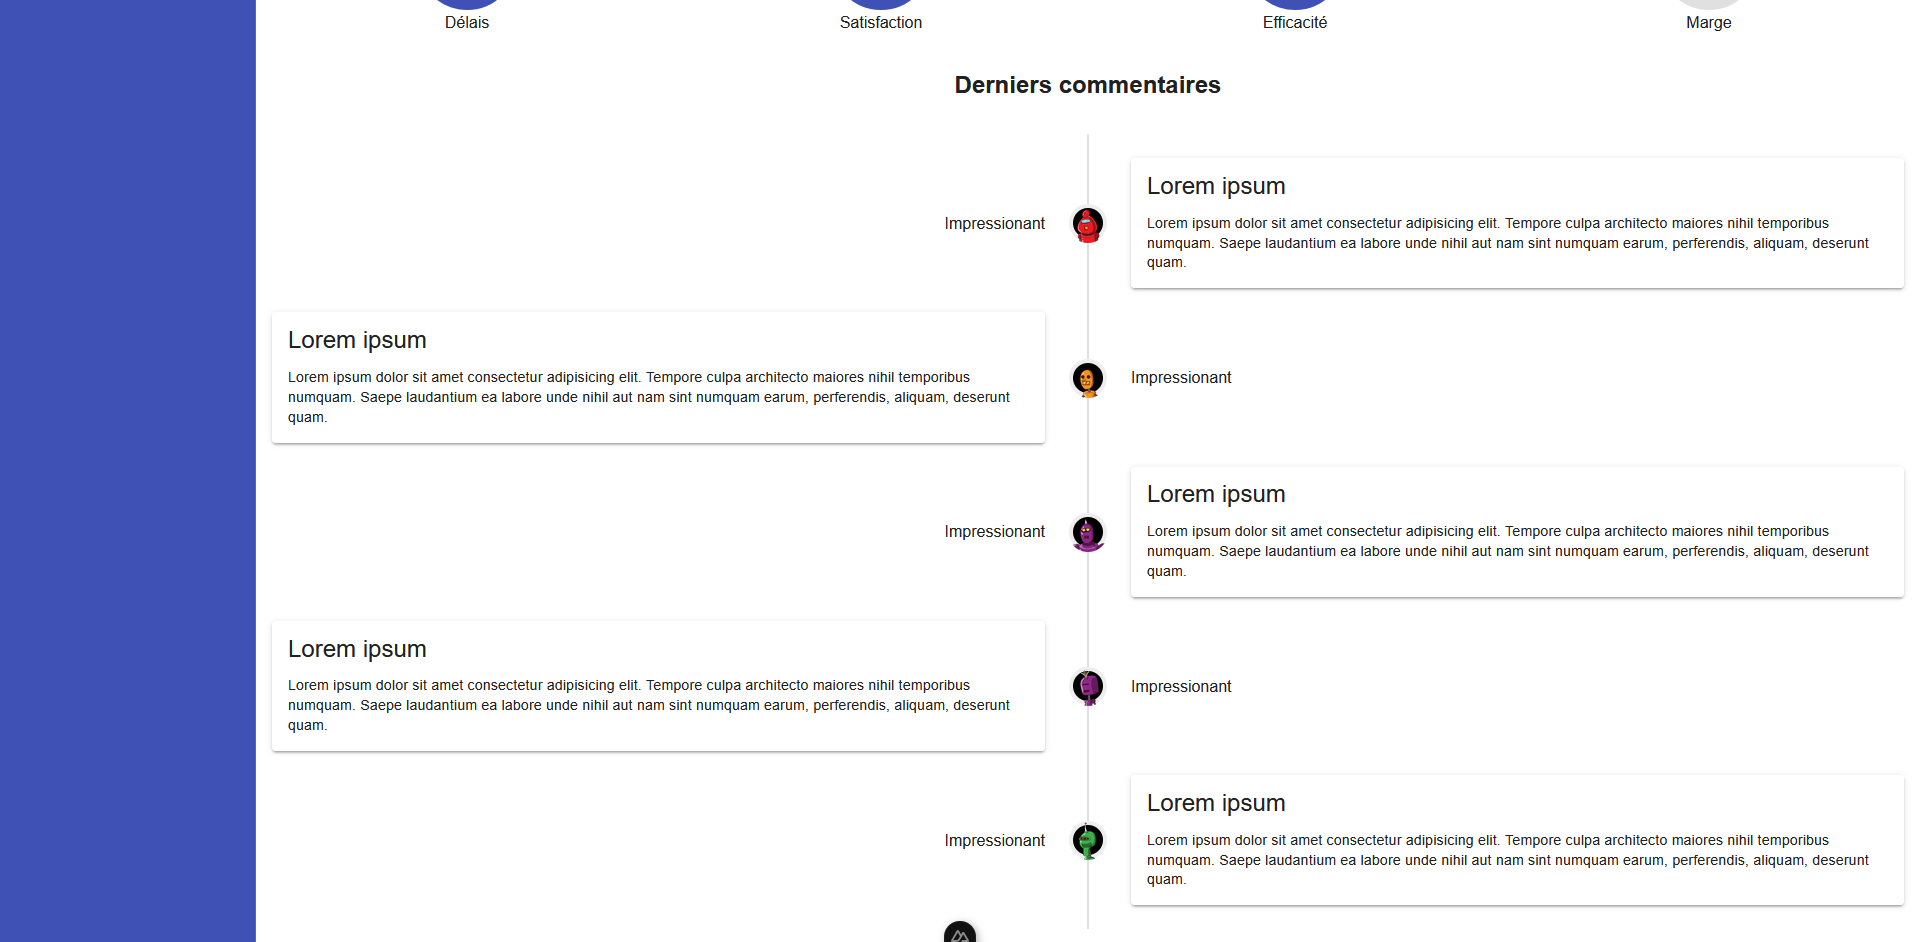 Délais
Satisfaction
Efficacité
Marge
Derniers commentaires
Impressionant
Lorem ipsum
Lorem ipsum dolor sit amet consectetur adipisicing elit. Tempore culpa architecto maiores nihil temporibus
numquam. Saepe laudantium ea labore unde nihil aut nam sint numquam earum, perferendis, aliquam, deserunt
quam.
Lorem ipsum
Lorem ipsum dolor sit amet consectetur adipisicing elit. Tempore culpa architecto maiores nihil temporibus
numquam. Saepe laudantium ea labore unde nihil aut nam sint numquam earum, perferendis, aliquam, deserunt
quam.
Impressionant
Impressionant
Lorem ipsum
Lorem ipsum dolor sit amet consectetur adipisicing elit. Tempore culpa architecto maiores nihil temporibus
numquam. Saepe laudantium ea labore unde nihil aut nam sint numquam earum, perferendis, aliquam, deserunt
quam.
Lorem ipsum
Lorem ipsum dolor sit amet consectetur adipisicing elit. Tempore culpa architecto maiores nihil temporibus
numquam. Saepe laudantium ea labore unde nihil aut nam sint numquam earum, perferendis, aliquam, deserunt
quam.
Impressionant
Impressionant
Lorem ipsum
Lorem ipsum dolor sit amet consectetur adipisicing elit. Tempore culpa architecto maiores nihil temporibus
numquam. Saepe laudantium ea labore unde nihil aut nam sint numquam earum, perferendis, aliquam, deserunt
quam.